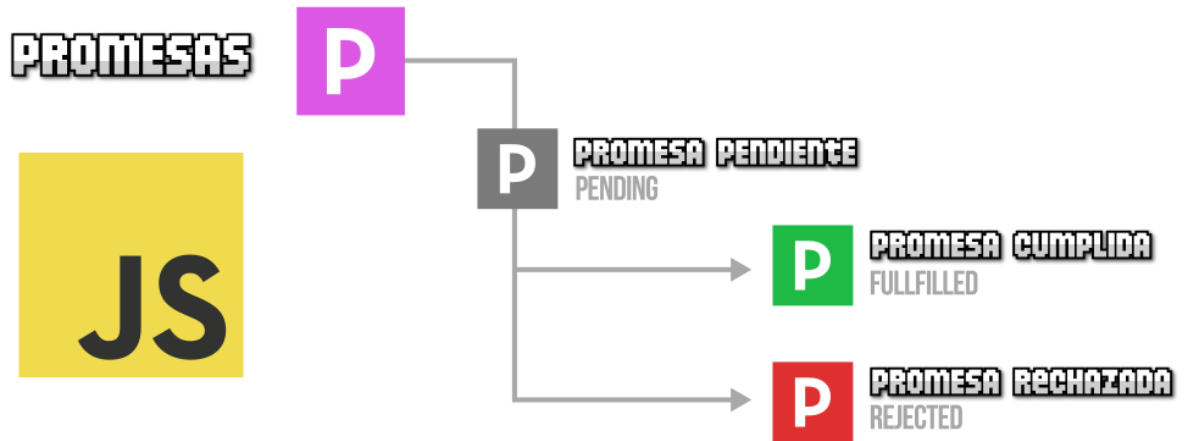 PROMESAS
P
P
PROMESA PENDIENTE
PENDING
JS
P
PROMESA CUMPLIDA
FULLFILLED
P
PROMESA RECHAZADA
REJECTED